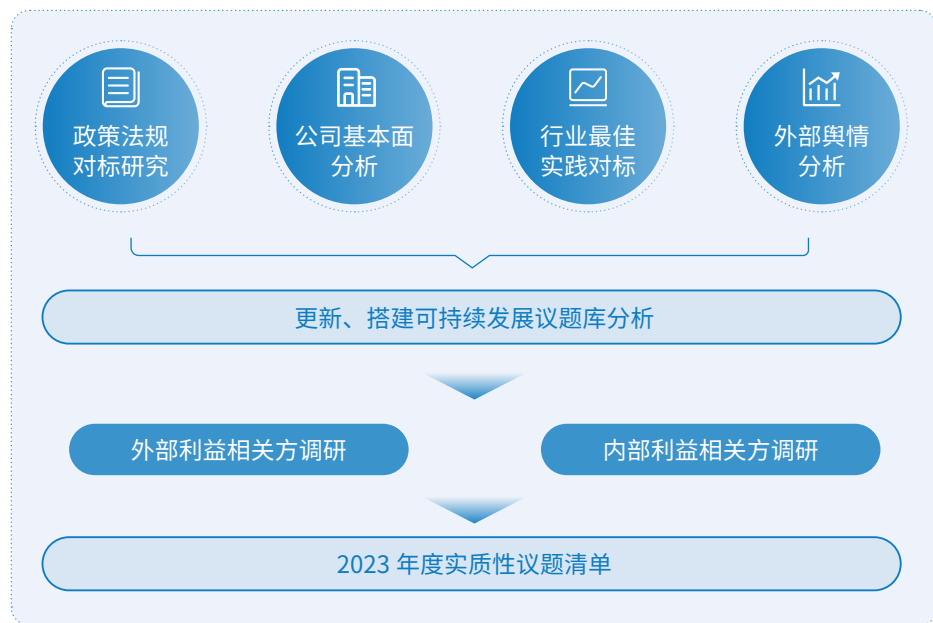 政策法规
对标研究
公司基本面
分析
行业最佳
实践对标
外部舆情
分析
更新、搭建可持续发展议题库分析
外部利益相关方调研
内部利益相关方调研
2023 年度实质性议题清单